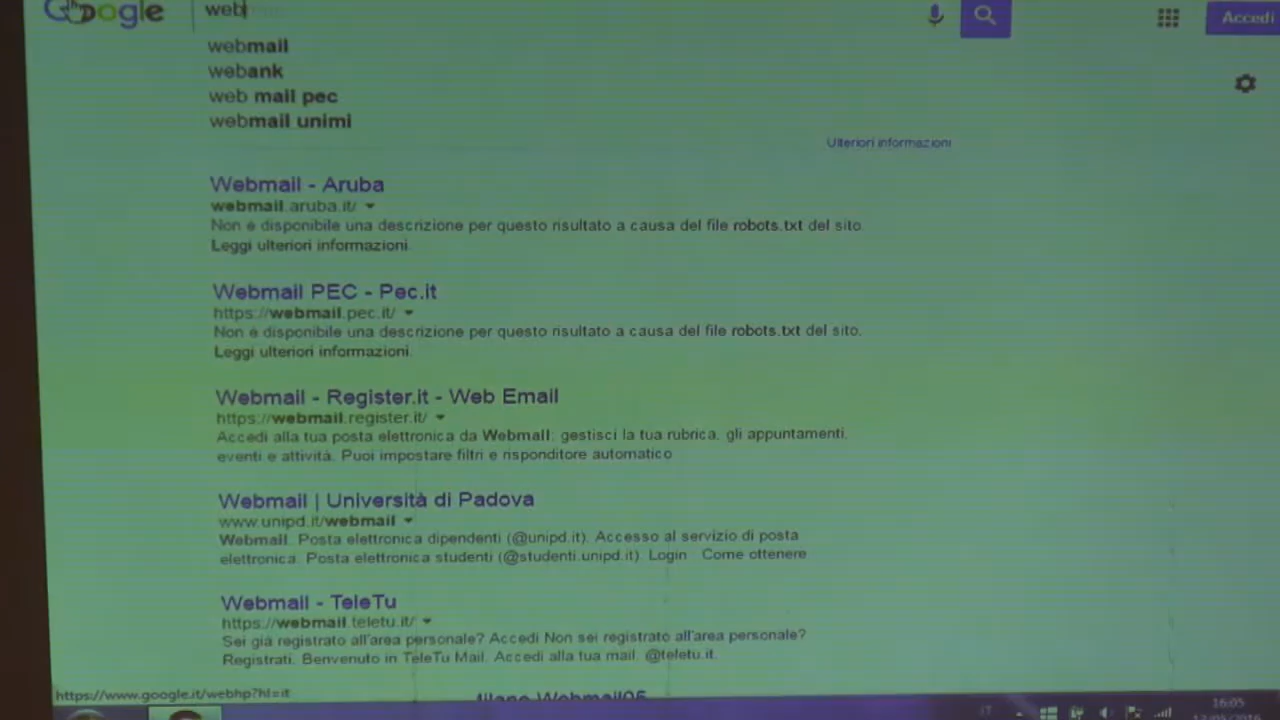 Google
web
Accedi
webmail
webank
web mail pec
webmail unimi
Ulteriori informazioni
Webmail - Aruba
webmail.aruba.it/
Non è disponibile una descrizione per questo risultato a causa del file robots.txt del sito.
Leggi ulteriori informazioni.
Webmail PEC - Pec.it
https://webmail.pec.it/
Non è disponibile una descrizione per questo risultato a causa del file robots.txt del sito.
Leggi ulteriori informazioni.
Webmail - Register.it - Web Email
https://webmail.register.it/
Accedi alla tua posta elettronica da Webmail: gestisci la tua rubrica, gli appuntamenti,
eventi e attività. Puoi impostare filtri e risponditore automatico
Webmail | Università di Padova
www.unipd.it/webmail
Webmail. Posta elettronica dipendenti (@unipd.it). Accesso al servizio di posta
elettronica. Posta elettronica studenti (@studenti.unipd.it). Login Come ottenere
Webmail - TeleTu
https://webmail.teletu.it/
Sei già registrato all'area personale? Accedi Non sei registrato all'area personale?
Registrati. Benvenuto in TeleTu Mail. Accedi alla tua mail. @teletu.it.
https://www.google.it/webhp?hl=it
IT
16:05